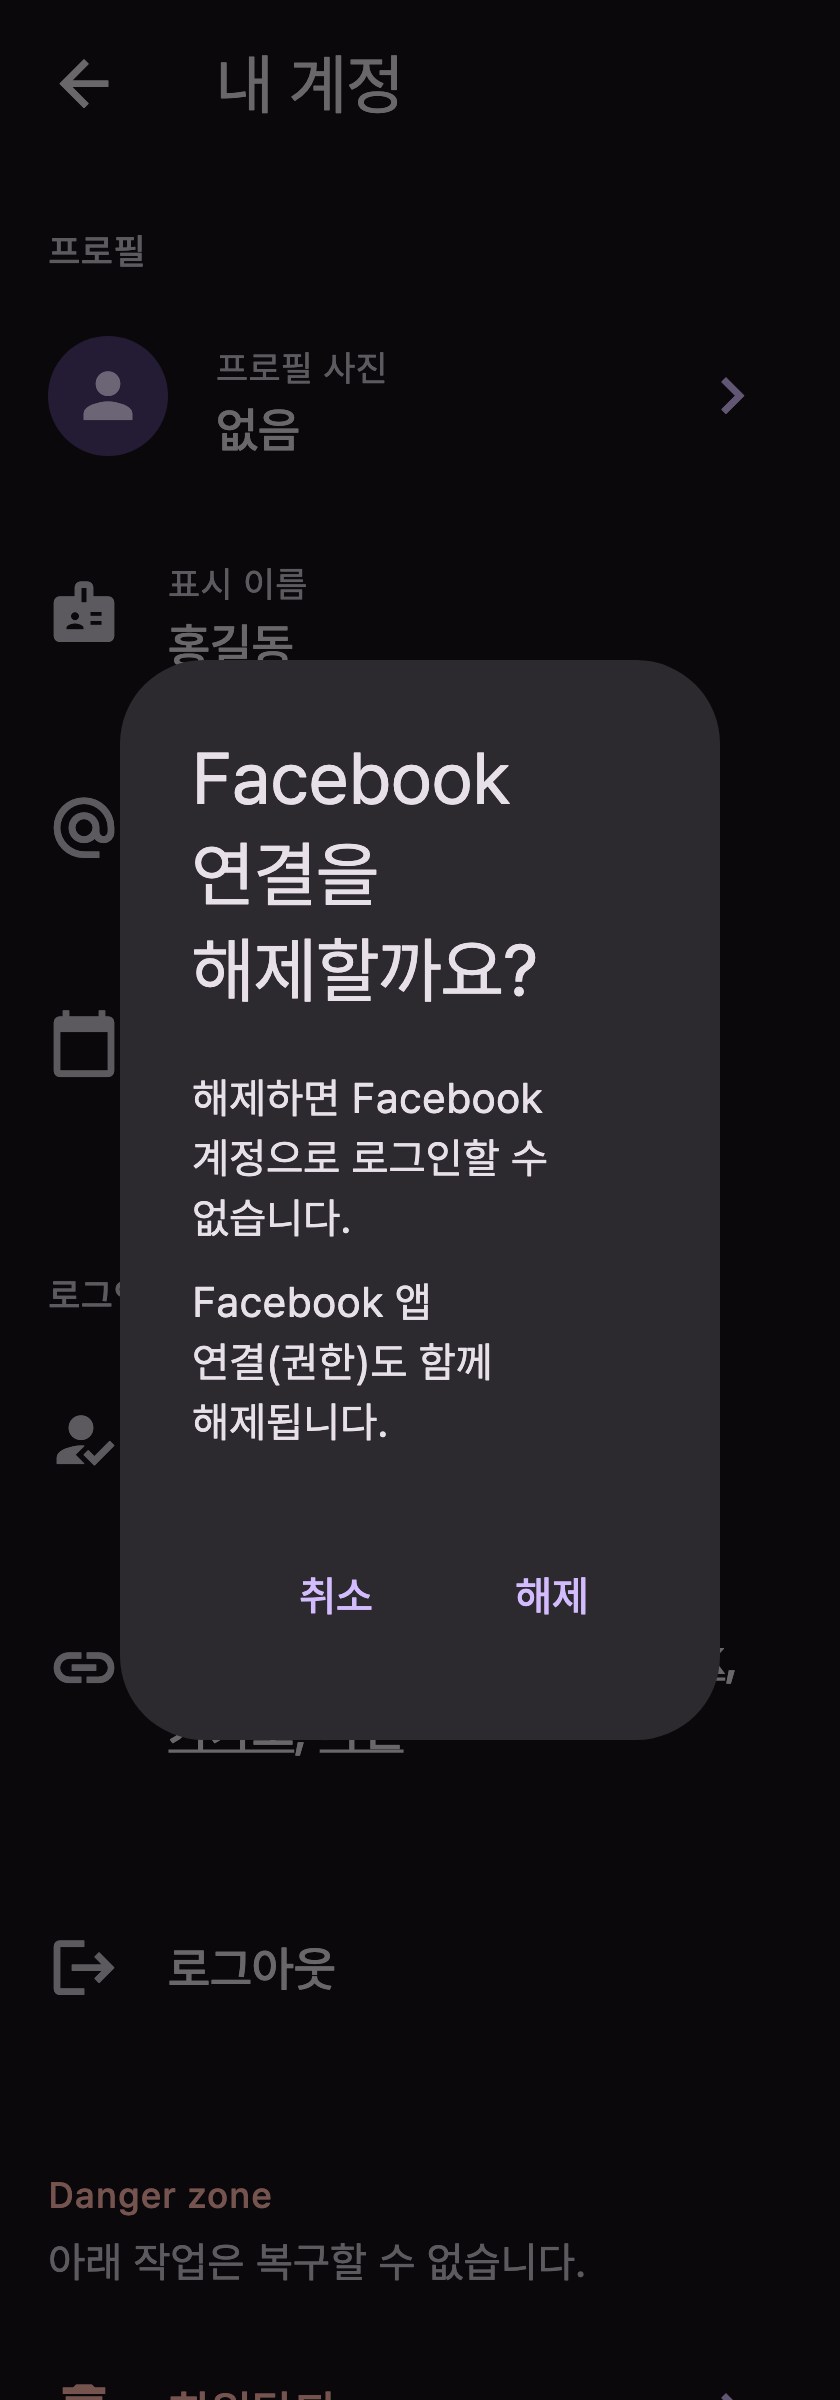 내 계정
프로필
프로필 사진
없음
표시 이름
홍길동
Facebook
연결을
해제할까요?
해제하면 Facebook
계정으로 로그인할 수
없습니다.
Facebook 앱
연결(권한)도 함께
해제됩니다.
취소
해제
로그아웃
Danger zone
아래 작업은 복구할 수 없습니다.